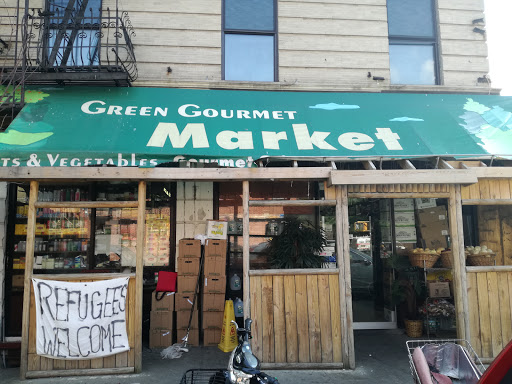 GREEN GOURMET
Market
TS & VEGETABLES Gourmet
REFUGEES
WELCOME